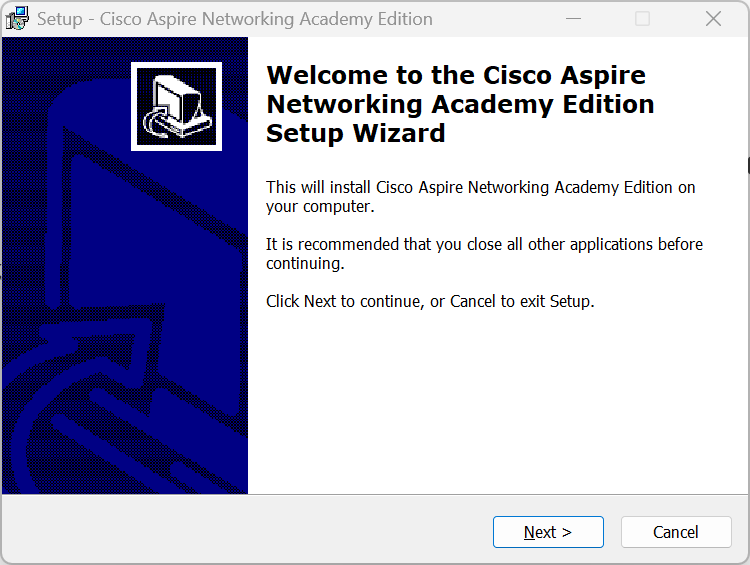 Setup - Cisco Aspire Networking Academy Edition
Welcome to the Cisco Aspire
Networking Academy Edition
Setup Wizard
This will install Cisco Aspire Networking Academy Edition on
your computer.
It is recommended that you close all other applications before
continuing.
Click Next to continue, or Cancel to exit Setup.
Next >
Cancel